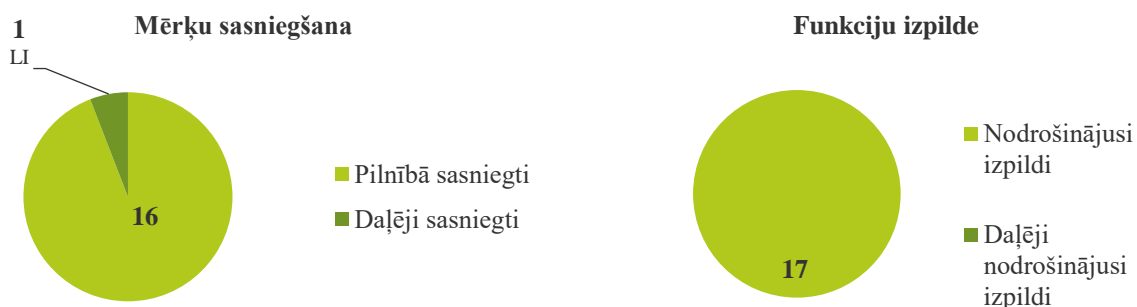 Mērķu sasniegšana
1
LI
16
Pilnībā sasniegti
Daļēji sasniegti
Funkciju izpilde
17
Nodrošinājusi
izpildi
Daļēji
nodrošinājusi
izpildi